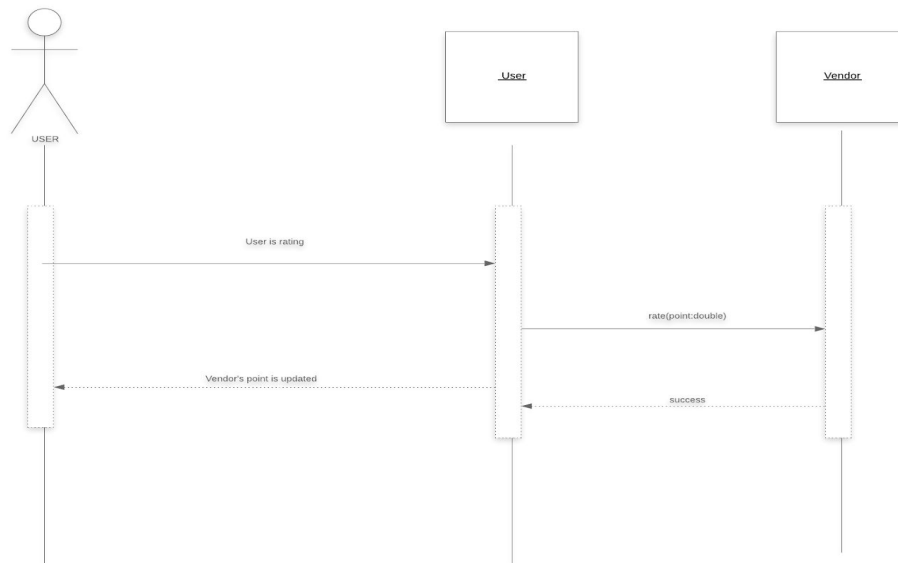 User
Vendor
USER
User is rating
rate(point:double)
Vendor's point is updated
success